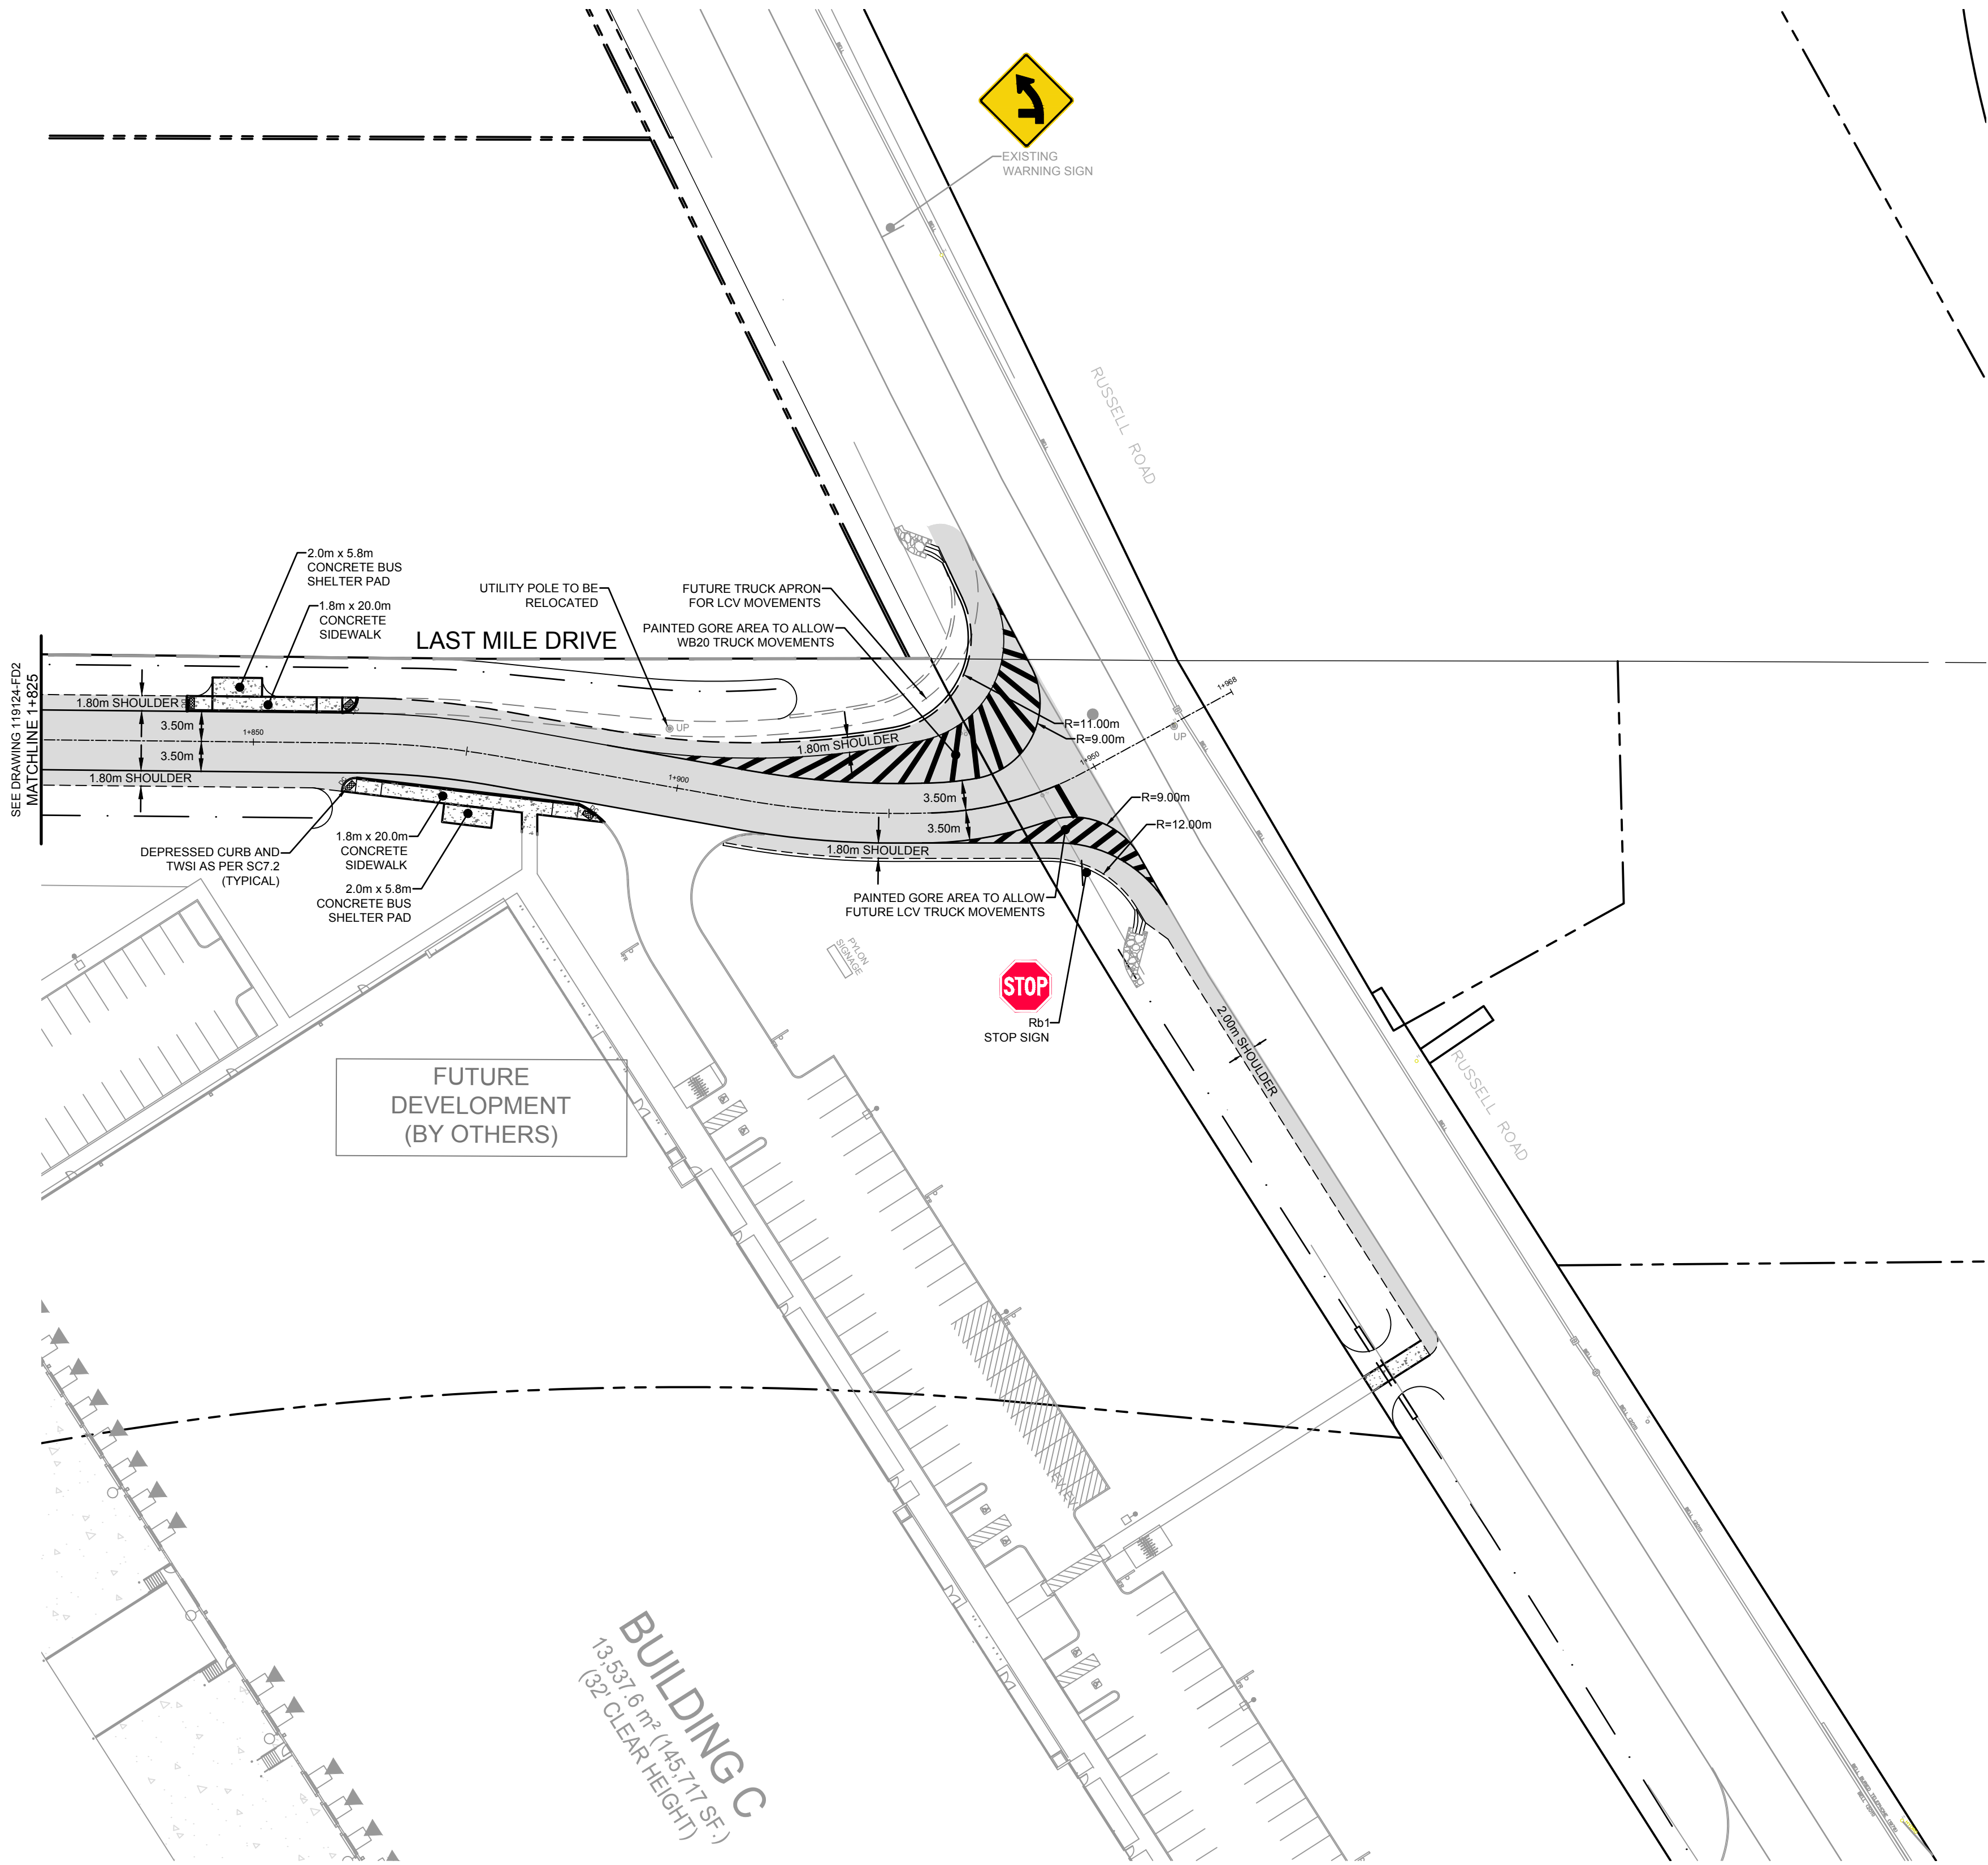 EXISTING
WARNING SIGN
RUSSELL ROAD
2.0m x 5.8m
CONCRETE BUS
SHELTER PAD
1.8m x 20.0m
CONCRETE
SIDEWALK
UTILITY POLE TO BE
RELOCATED
FUTURE TRUCK APRON
FOR LCV MOVEMENTS
PAINTED GORE AREA TO ALLOW
WB20 TRUCK MOVEMENTS
LAST MILE DRIVE
SEE DRAWING 119124-FD2
MATCHLINE 1+825
1.80m SHOULDER
3.50m
1+850
3.50m
1.80m SHOULDER
UP
1.80m SHOULDER
1+900
R=11.00m
R=9.00m
1+950
1+968
UP
3.50m
3.50m
R=9.00m
R=12.00m
1.80m SHOULDER
DEPRESSED CURB AND
TWSI AS PER SC7.2
(TYPICAL)
1.8m x 20.0m
CONCRETE
SIDEWALK
2.0m x 5.8m
CONCRETE BUS
SHELTER PAD
PAINTED GORE AREA TO ALLOW
FUTURE LCV TRUCK MOVEMENTS
PYLON
SIGNAGE
STOP
Rb1
STOP SIGN
2.00m SHOULDER
RUSSELL ROAD
FUTURE
DEVELOPMENT
(BY OTHERS)
BUILDING C
13,537.6 m² (145,717 SF.)
(32' CLEAR HEIGHT)